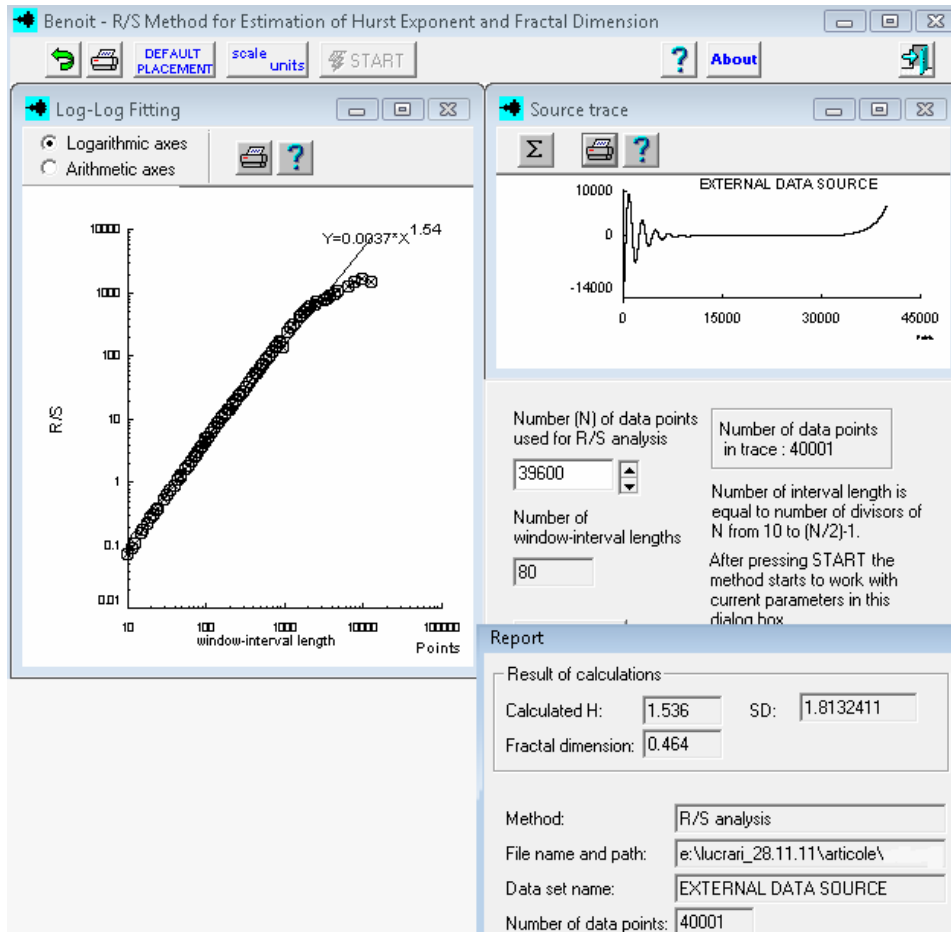 Benoit - R/S Method for Estimation of Hurst Exponent and Fractal Dimension
DEFAULT PLACEMENT
scale units
START
?
About
Log-Log Fitting
Logarithmic axes
Arithmetic axes
?
10000
Y=0.0037*X^1.54
1000
100
10
1
0.1
0.01
R/S
10 100 1000 10000 100000
window-interval length
Points
Source trace
Σ
?
EXTERNAL DATA SOURCE
10000
0
-14000
0 15000 30000 45000
Points
Number (N) of data points
used for R/S analysis
39600
Number of
window-interval lengths
80
Number of data points
in trace : 40001
Number of interval length is
equal to number of divisors of
N from 10 to (N/2)-1.
After pressing START the
method starts to work with
current parameters in this
dialog box
Report
Result of calculations
Calculated H: 1.536 SD: 1.8132411
Fractal dimension: 0.464
Method: R/S analysis
File name and path: e:\lucrari_28.11.11\articole\
Data set name: EXTERNAL DATA SOURCE
Number of data points: 40001